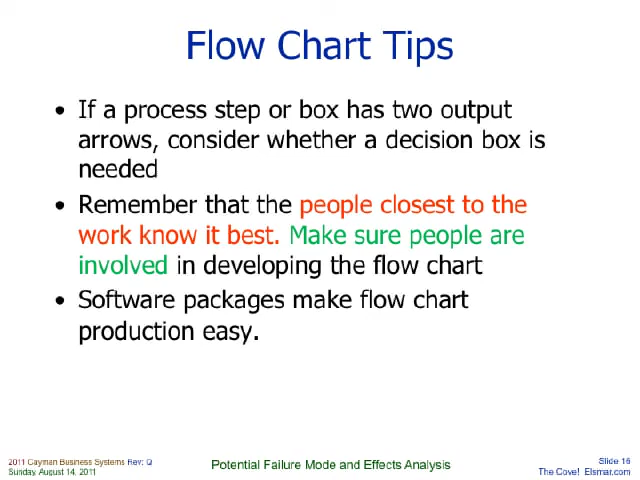 Flow Chart Tips
• If a process step or box has two output
arrows, consider whether a decision box is
needed
• Remember that the people closest to the
work know it best. Make sure people are
involved in developing the flow chart
• Software packages make flow chart
production easy.
2011 Cayman Business Systems Rev: Q
Sunday, August 14, 2011
Potential Failure Mode and Effects Analysis
Slide 16
The Cove! Elsmar.com